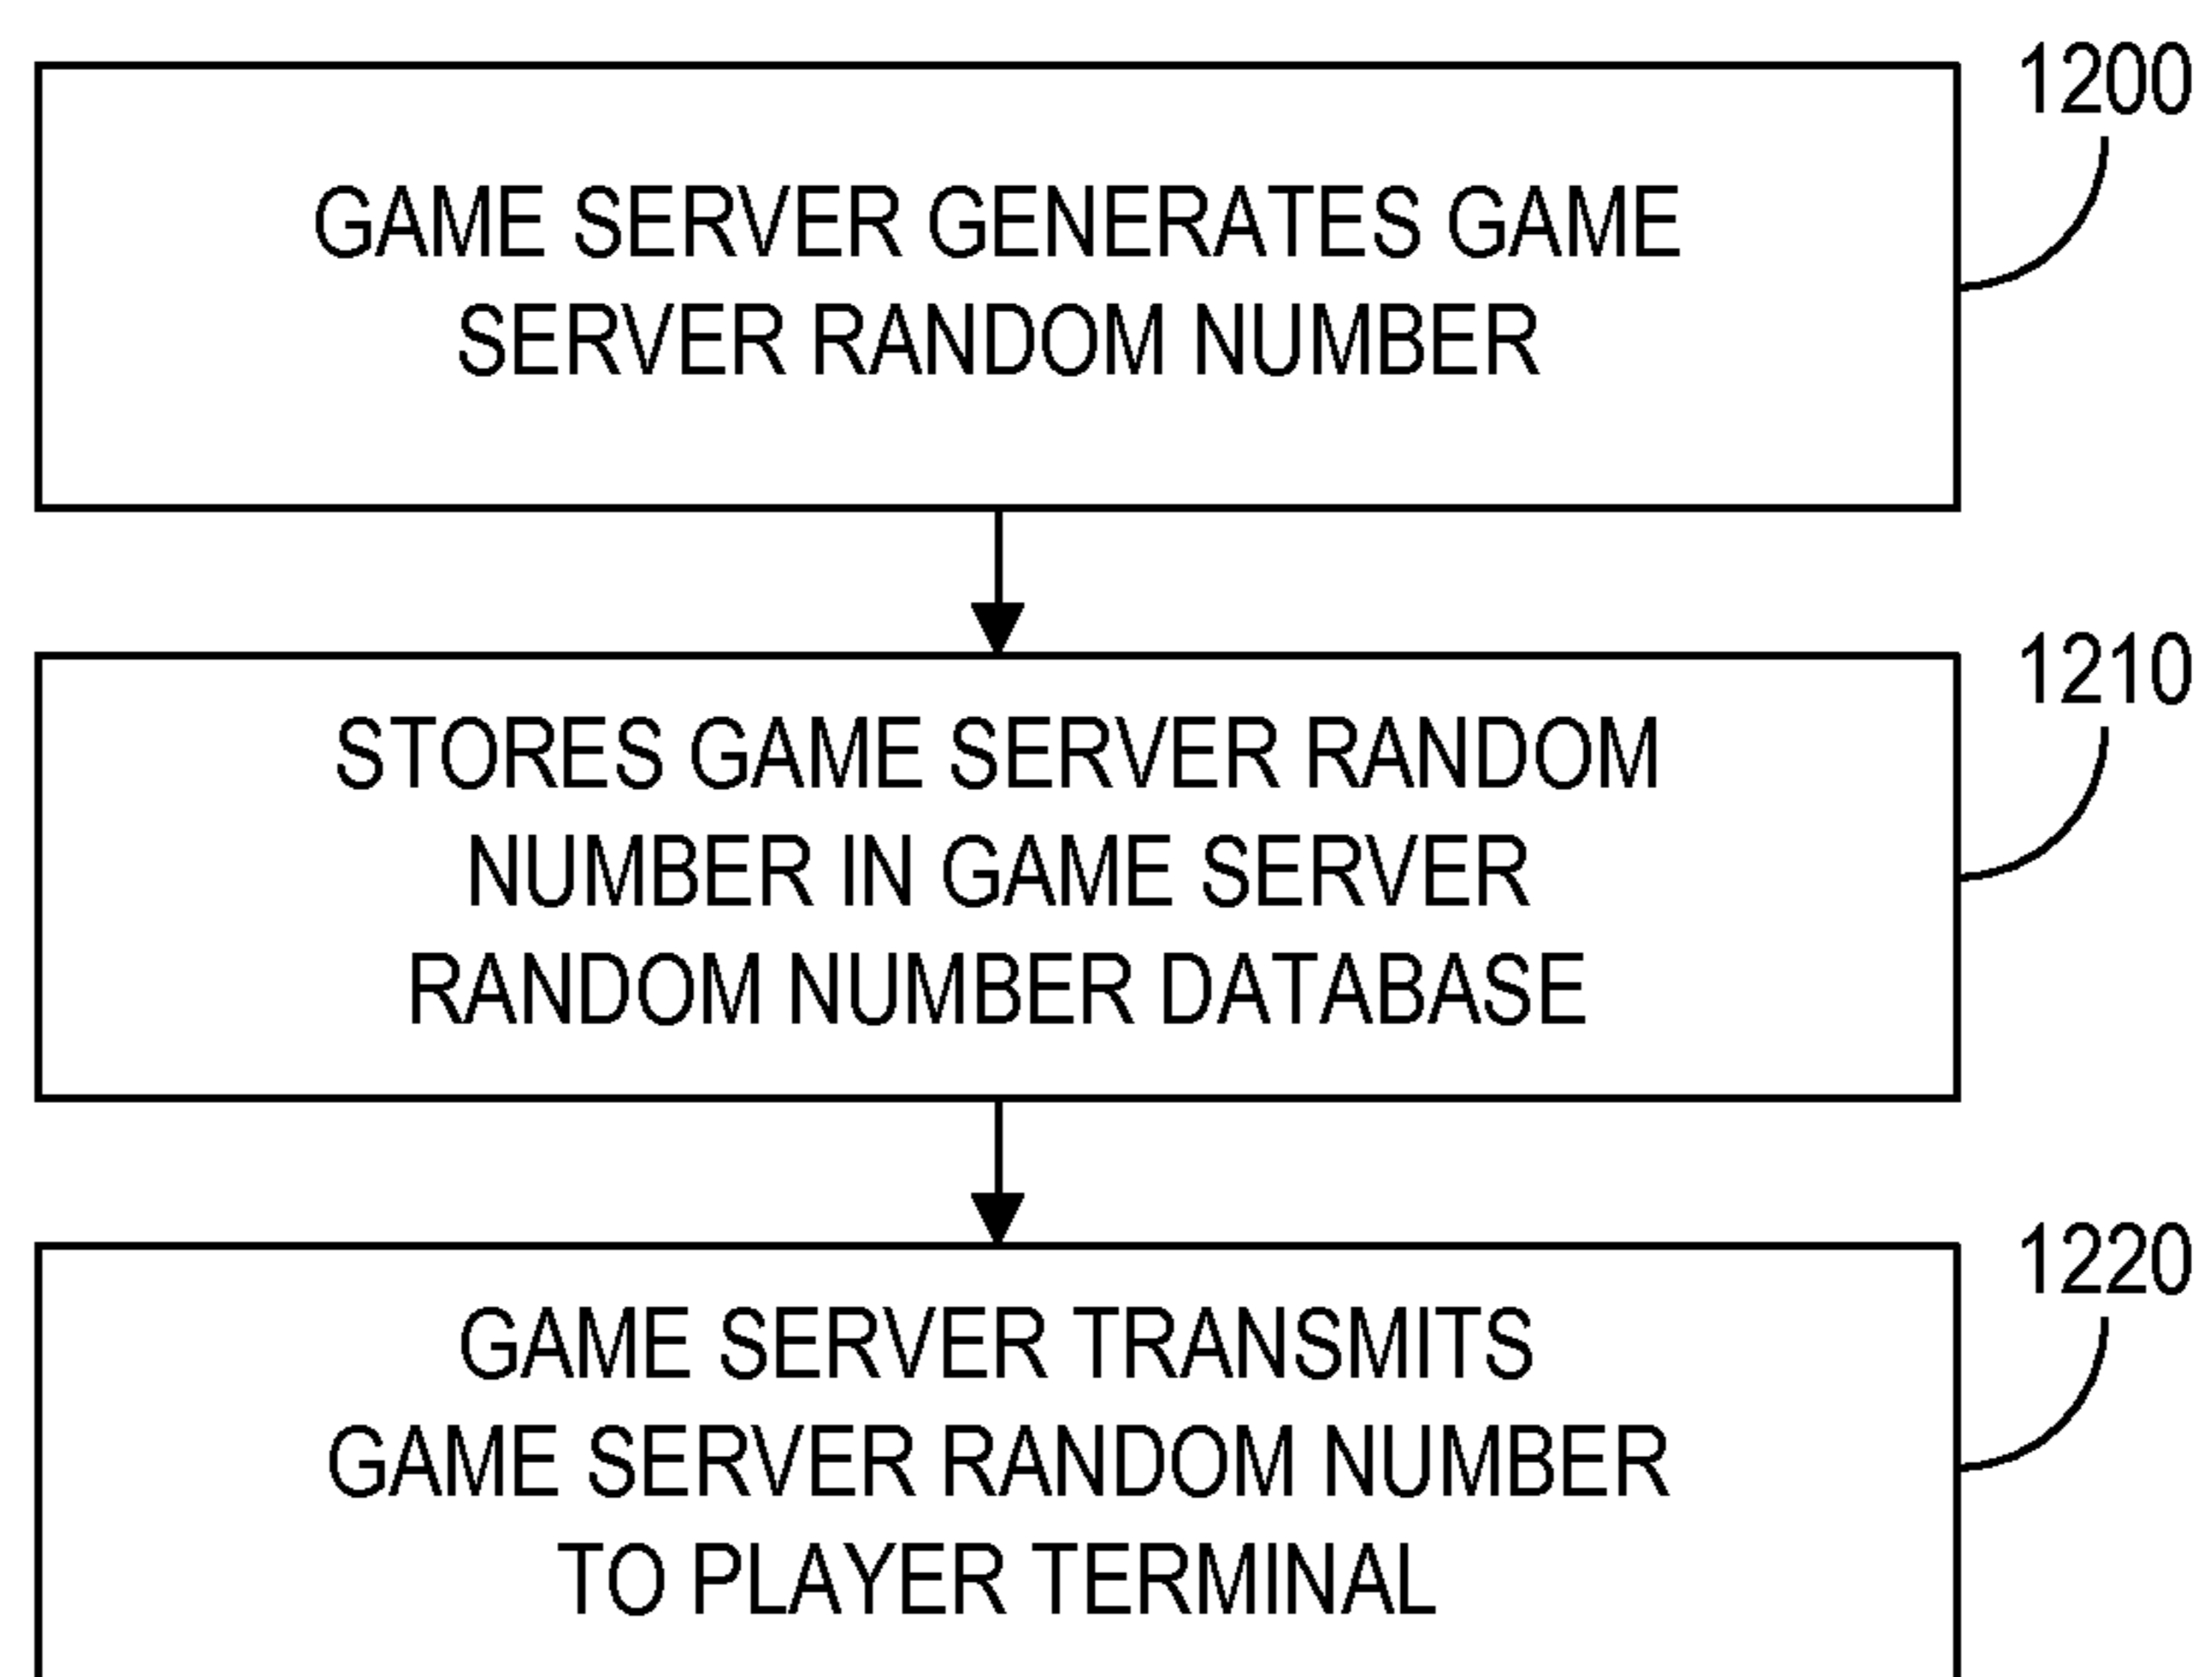 1200
GAME SERVER GENERATES GAME
SERVER RANDOM NUMBER
1210
STORES GAME SERVER RANDOM
NUMBER IN GAME SERVER
RANDOM NUMBER DATABASE
1220
GAME SERVER TRANSMITS
GAME SERVER RANDOM NUMBER
TO PLAYER TERMINAL